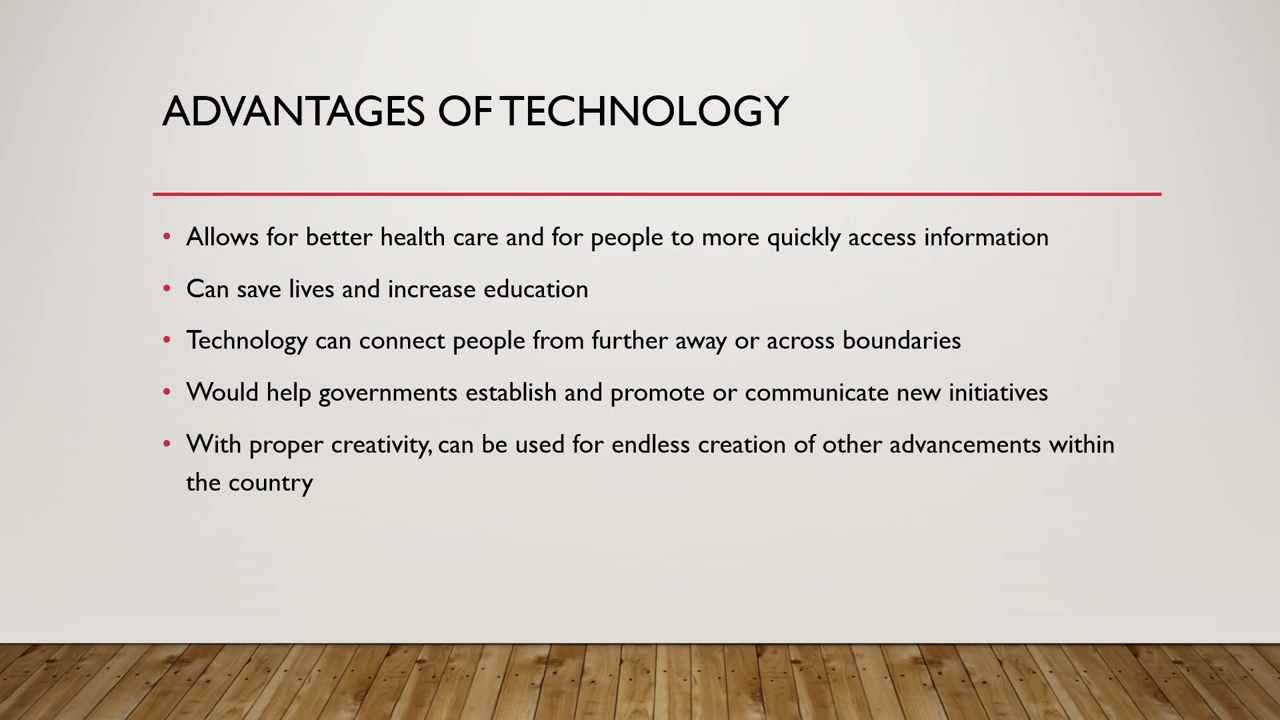 ADVANTAGES OF TECHNOLOGY
• Allows for better health care and for people to more quickly access information
• Can save lives and increase education
• Technology can connect people from further away or across boundaries
• Would help governments establish and promote or communicate new initiatives
• With proper creativity, can be used for endless creation of other advancements within
the country